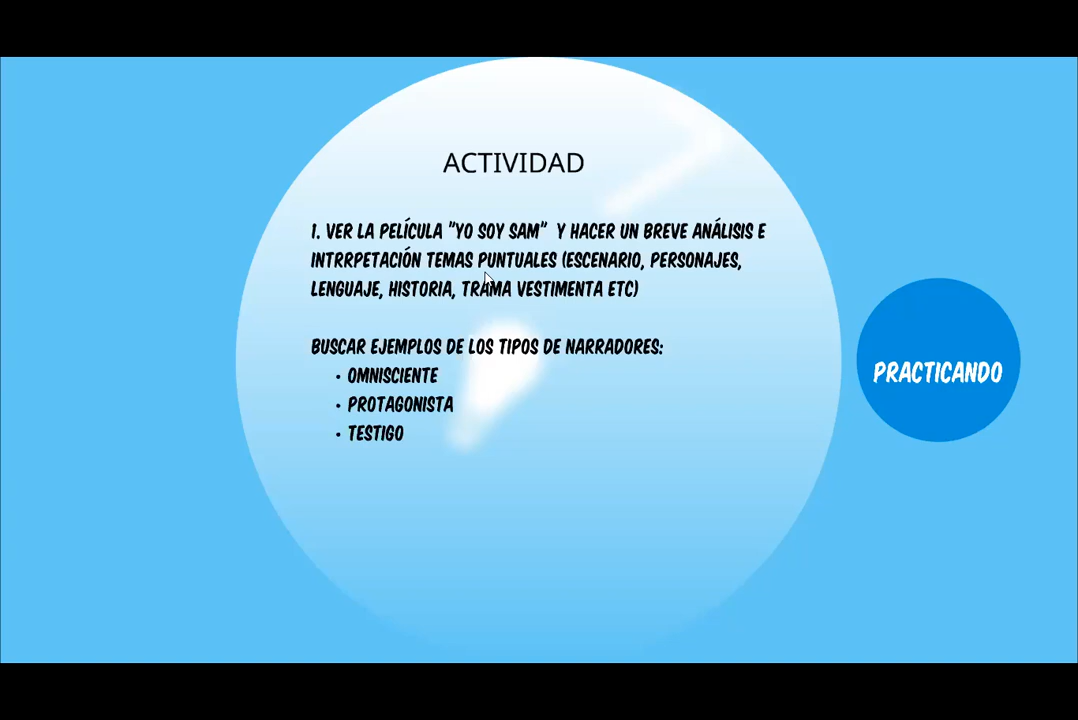 ACTIVIDAD
1. VER LA PELÍCULA "YO SOY SAM" Y HACER UN BREVE ANÁLISIS E
INTRRPETACIÓN TEMAS PUNTUALES (ESCENARIO, PERSONAJES,
LENGUAJE, HISTORIA, TRAMA VESTIMENTA ETC)
BUSCAR EJEMPLOS DE LOS TIPOS DE NARRADORES:
• OMNISCIENTE
• PROTAGONISTA
• TESTIGO
PRACTICANDO